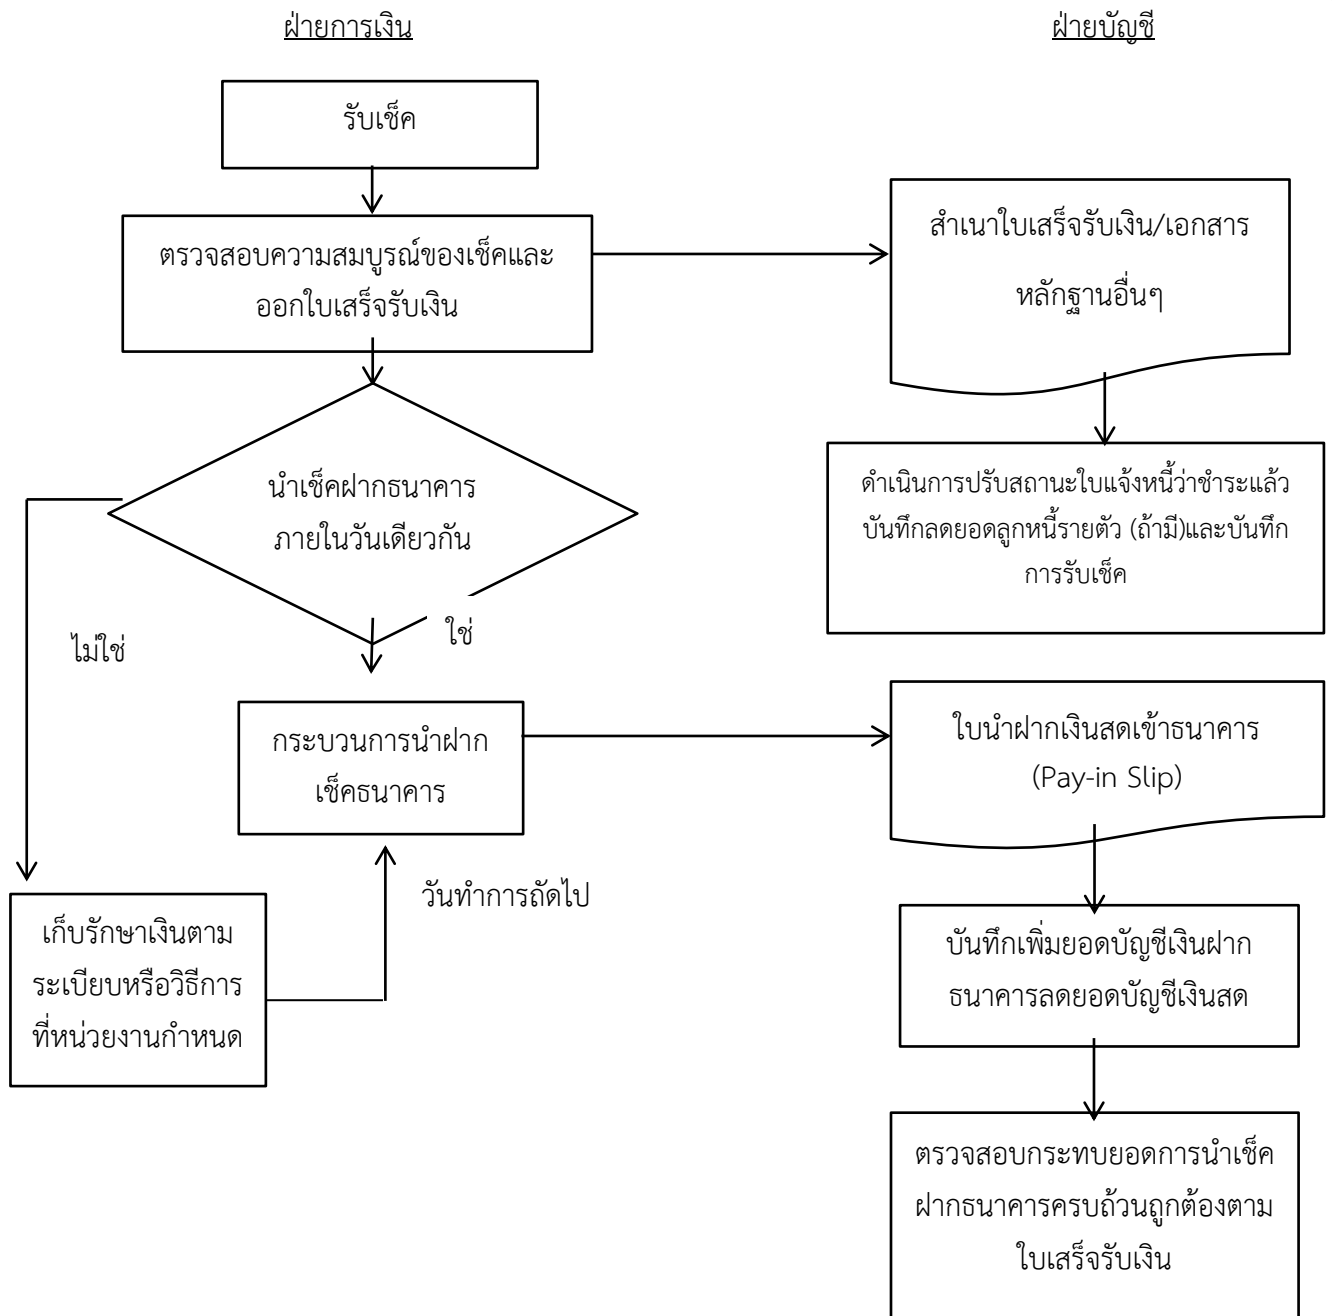 ฝ่ายการเงิน
ฝ่ายบัญชี
รับเช็ค
ตรวจสอบความสมบูรณ์ของเช็คและ
ออกใบเสร็จรับเงิน
สำเนาใบเสร็จรับเงิน/เอกสาร
หลักฐานอื่นๆ
นำเช็คฝากธนาคาร
ภายในวันเดียวกัน
ดำเนินการปรับสถานะใบแจ้งหนี้ว่าชำระแล้ว
บันทึกลดยอดลูกหนี้รายตัว (ถ้ามี)และบันทึก
การรับเช็ค
ไม่ใช่
ใช่
กระบวนการนำฝาก
เช็คธนาคาร
ใบนำฝากเงินสดเข้าธนาคาร
(Pay-in Slip)
วันทำการถัดไป
เก็บรักษาเงินตาม
ระเบียบหรือวิธีการ
ที่หน่วยงานกำหนด
บันทึกเพิ่มยอดบัญชีเงินฝาก
ธนาคารลดยอดบัญชีเงินสด
ตรวจสอบกระทบยอดการนำเช็ค
ฝากธนาคารครบถ้วนถูกต้องตาม
ใบเสร็จรับเงิน